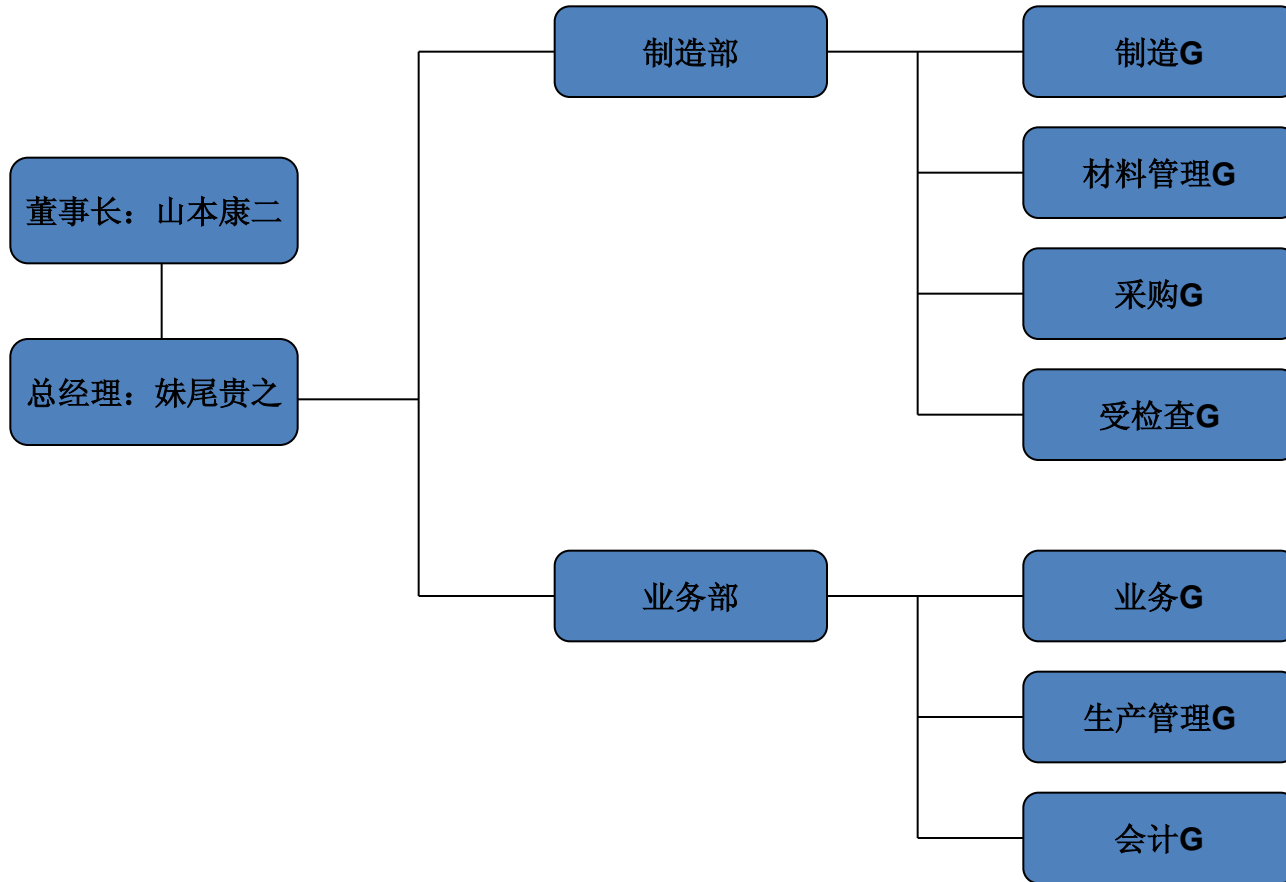 董事长：山本康二
总经理：妹尾贵之
制造部
制造G
材料管理G
采购G
受检查G
业务部
业务G
生产管理G
会计G